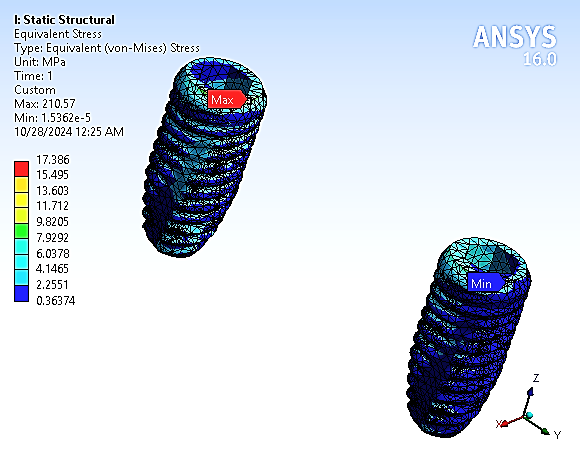 I: Static Structural
Equivalent Stress
Type: Equivalent (von-Mises) Stress
Unit: MPa
Time: 1
Custom
Max: 210.57
Min: 1.5362e-5
10/28/2024 12:25 AM
ANSYS
16.0
17.386
15.495
13.603
11.712
9.8205
7.9292
6.0378
4.1465
2.2551
0.36374
Max
Min
Z
X
Y